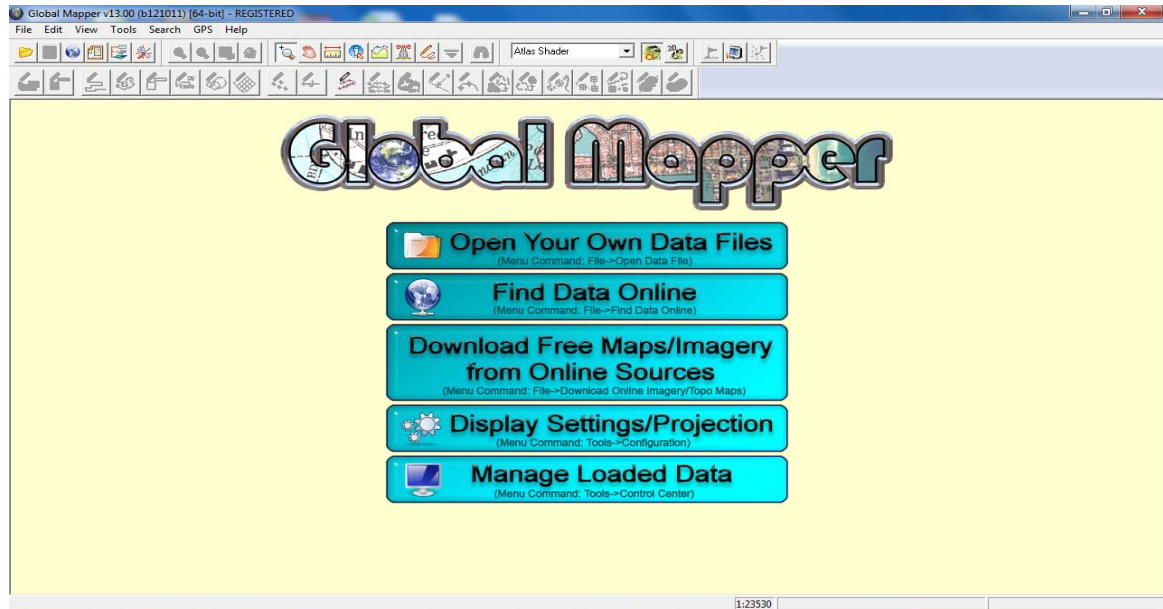 Global Mapper v13.00 (b121011) [64-bit] - REGISTERED
File Edit View Tools Search GPS Help
Atlas Shader
3D
Global Mapper
Open Your Own Data Files
(Menu Command: File->Open Data File)
Find Data Online
(Menu Command: File->Find Data Online)
Download Free Maps/Imagery
from Online Sources
(Menu Command: File->Download Online Imagery/Topo Maps)
Display Settings/Projection
(Menu Command: Tools->Configuration)
Manage Loaded Data
(Menu Command: Tools->Control Center)
1:23530